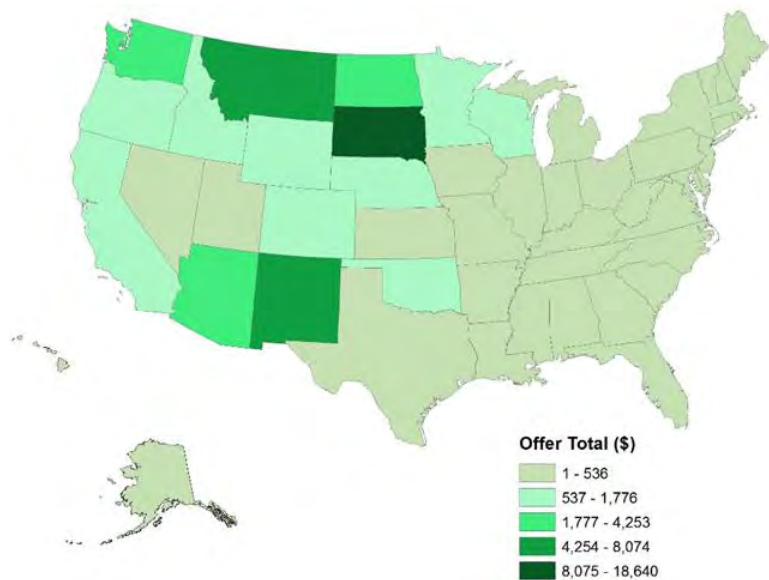 Offer Total ($)
1 - 536
537 - 1,776
1,777 - 4,253
4,254 - 8,074
8,075 - 18,640